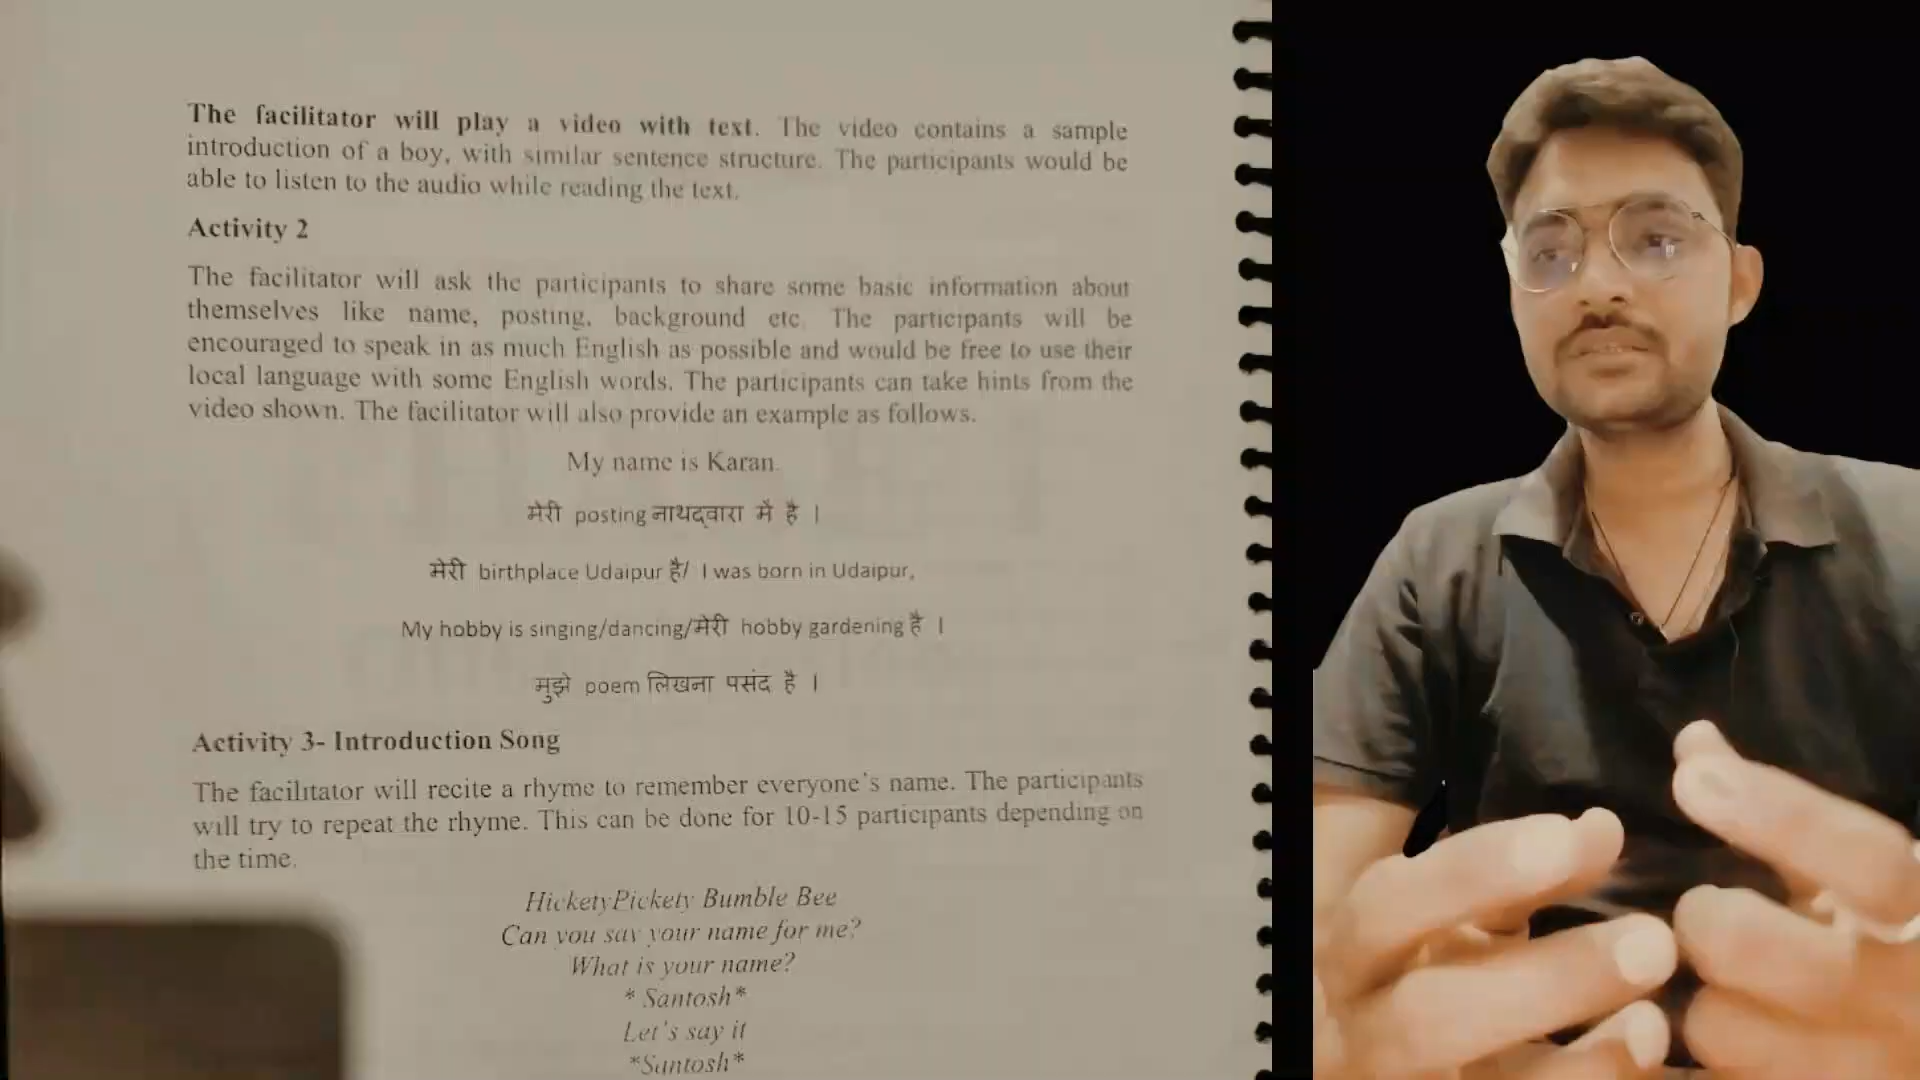 The facilitator will play a video with text. The video contains a sample
introduction of a boy, with similar sentence structure. The participants would be
able to listen to the audio while reading the text.
Activity 2
The facilitator will ask the participants to share some basic information about
themselves like name, posting, background etc. The participants will be
encouraged to speak in as much English as possible and would be free to use their
local language with some English words. The participants can take hints from the
video shown. The facilitator will also provide an example as follows.
My name is Karan.
मेरी posting नाथद्वारा में है ।
मेरी birthplace Udaipur है/ I was born in Udaipur,
My hobby is singing/dancing/मेरी hobby gardening है ।
मुझे poem लिखना पसंद है ।
Activity 3- Introduction Song
The facilitator will recite a rhyme to remember everyone's name. The participants
will try to repeat the rhyme. This can be done for 10-15 participants depending on
the time.
HicketyPickety Bumble Bee
Can you say your name for me?
What is your name?
* Santosh*
Let's say it
*Santosh*